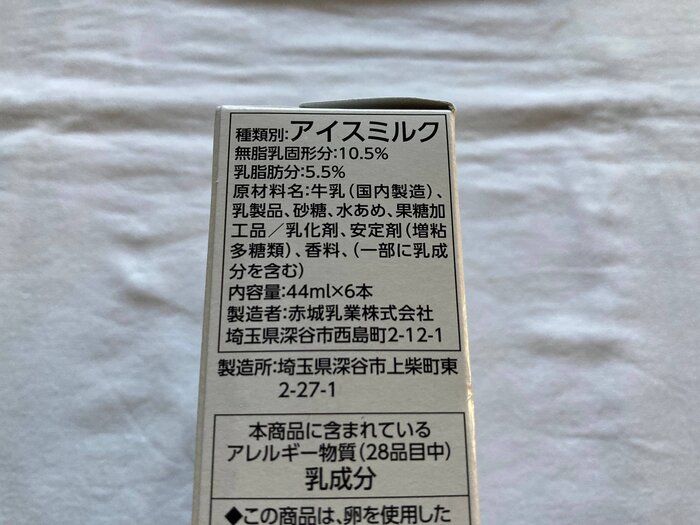 種類別:アイスミルク
無脂乳固形分:10.5%
乳脂肪分:5.5%
原材料名:牛乳(国内製造)、
乳製品、砂糖、水あめ、果糖加
工品/乳化剤、安定剤(増粘
多糖類)、香料、(一部に乳成
分を含む)
内容量:44ml×6本
製造者:赤城乳業株式会社
埼玉県深谷市西島町2-12-1
製造所:埼玉県深谷市上柴町東
2-27-1
本商品に含まれている
アレルギー物質(28品目中)
乳成分
◆この商品は、卵を使用した